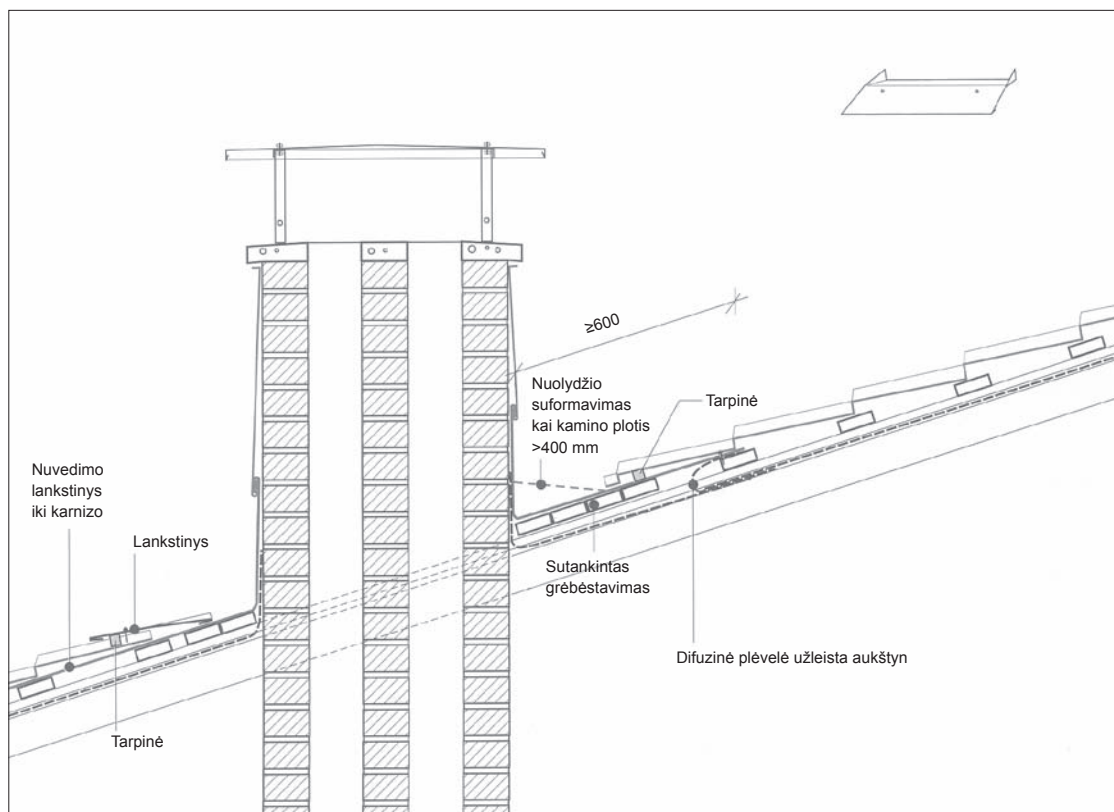 ≥600
Nuolydžio
suformavimas
kai kamino plotis
>400 mm
Tarpinė
Nuvedimo
lankstinys
iki karnizo
Lankstinys
Sutankintas
grėbėstavimas
Difuzinė plėvelė užleista aukštyn
Tarpinė